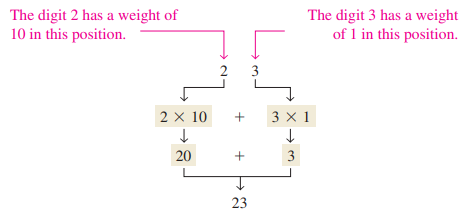 The digit 2 has a weight of
10 in this position.
The digit 3 has a weight
of 1 in this position.
2 3
2 × 10 + 3 × 1
20 + 3
23